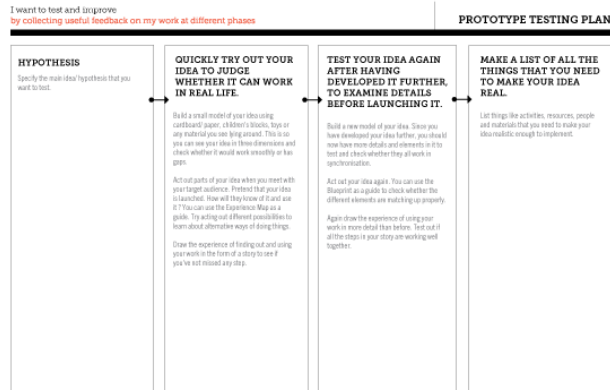 I want to test and improve
by collecting useful feedback on my work at different phases
PROTOTYPE TESTING PLAN
HYPOTHESIS
Specify the main idea/ hypothesis that you
want to test.
QUICKLY TRY OUT YOUR
IDEA TO JUDGE
WHETHER IT CAN WORK
IN REAL LIFE.
Build a small model of your idea using
cardboard/ paper, children's blocks, toys or
any material you see lying around. This is so
you can see your idea in three dimensions and
check whether it would work smoothly or has
gaps
Act out parts of your idea when you meet with
your target audience. Pretend that your idea
is launched. How will they know of it and use
it ? You can use the Experience Map as a
guide. Try acting out different possibilities to
learn about alternative ways of doing things.
Draw the experience of finding out and using
your work in the form of a story to see if
you've not missed any step.
TEST YOUR IDEA AGAIN
AFTER HAVING
DEVELOPED IT FURTHER,
TO EXAMINE DETAILS
BEFORE LAUNCHING IT.
Build a new model of your idea. Since you
have developed your idea further, you should
now have more details and elements in it to
test and check whether they all work in
synchronisation.
Act out your idea again. You can use the
Blueprint as a guide to check whether the
different elements are matching up properly.
Again draw the experience of using your
work in more detail than before. Test out if
all the steps in your story are working well
together.
MAKE A LIST OF ALL THE
THINGS THAT YOU NEED
TO MAKE YOUR IDEA
REAL.
List things like activities, resources, people
and materials that you need to make your
idea realistic enough to implement.